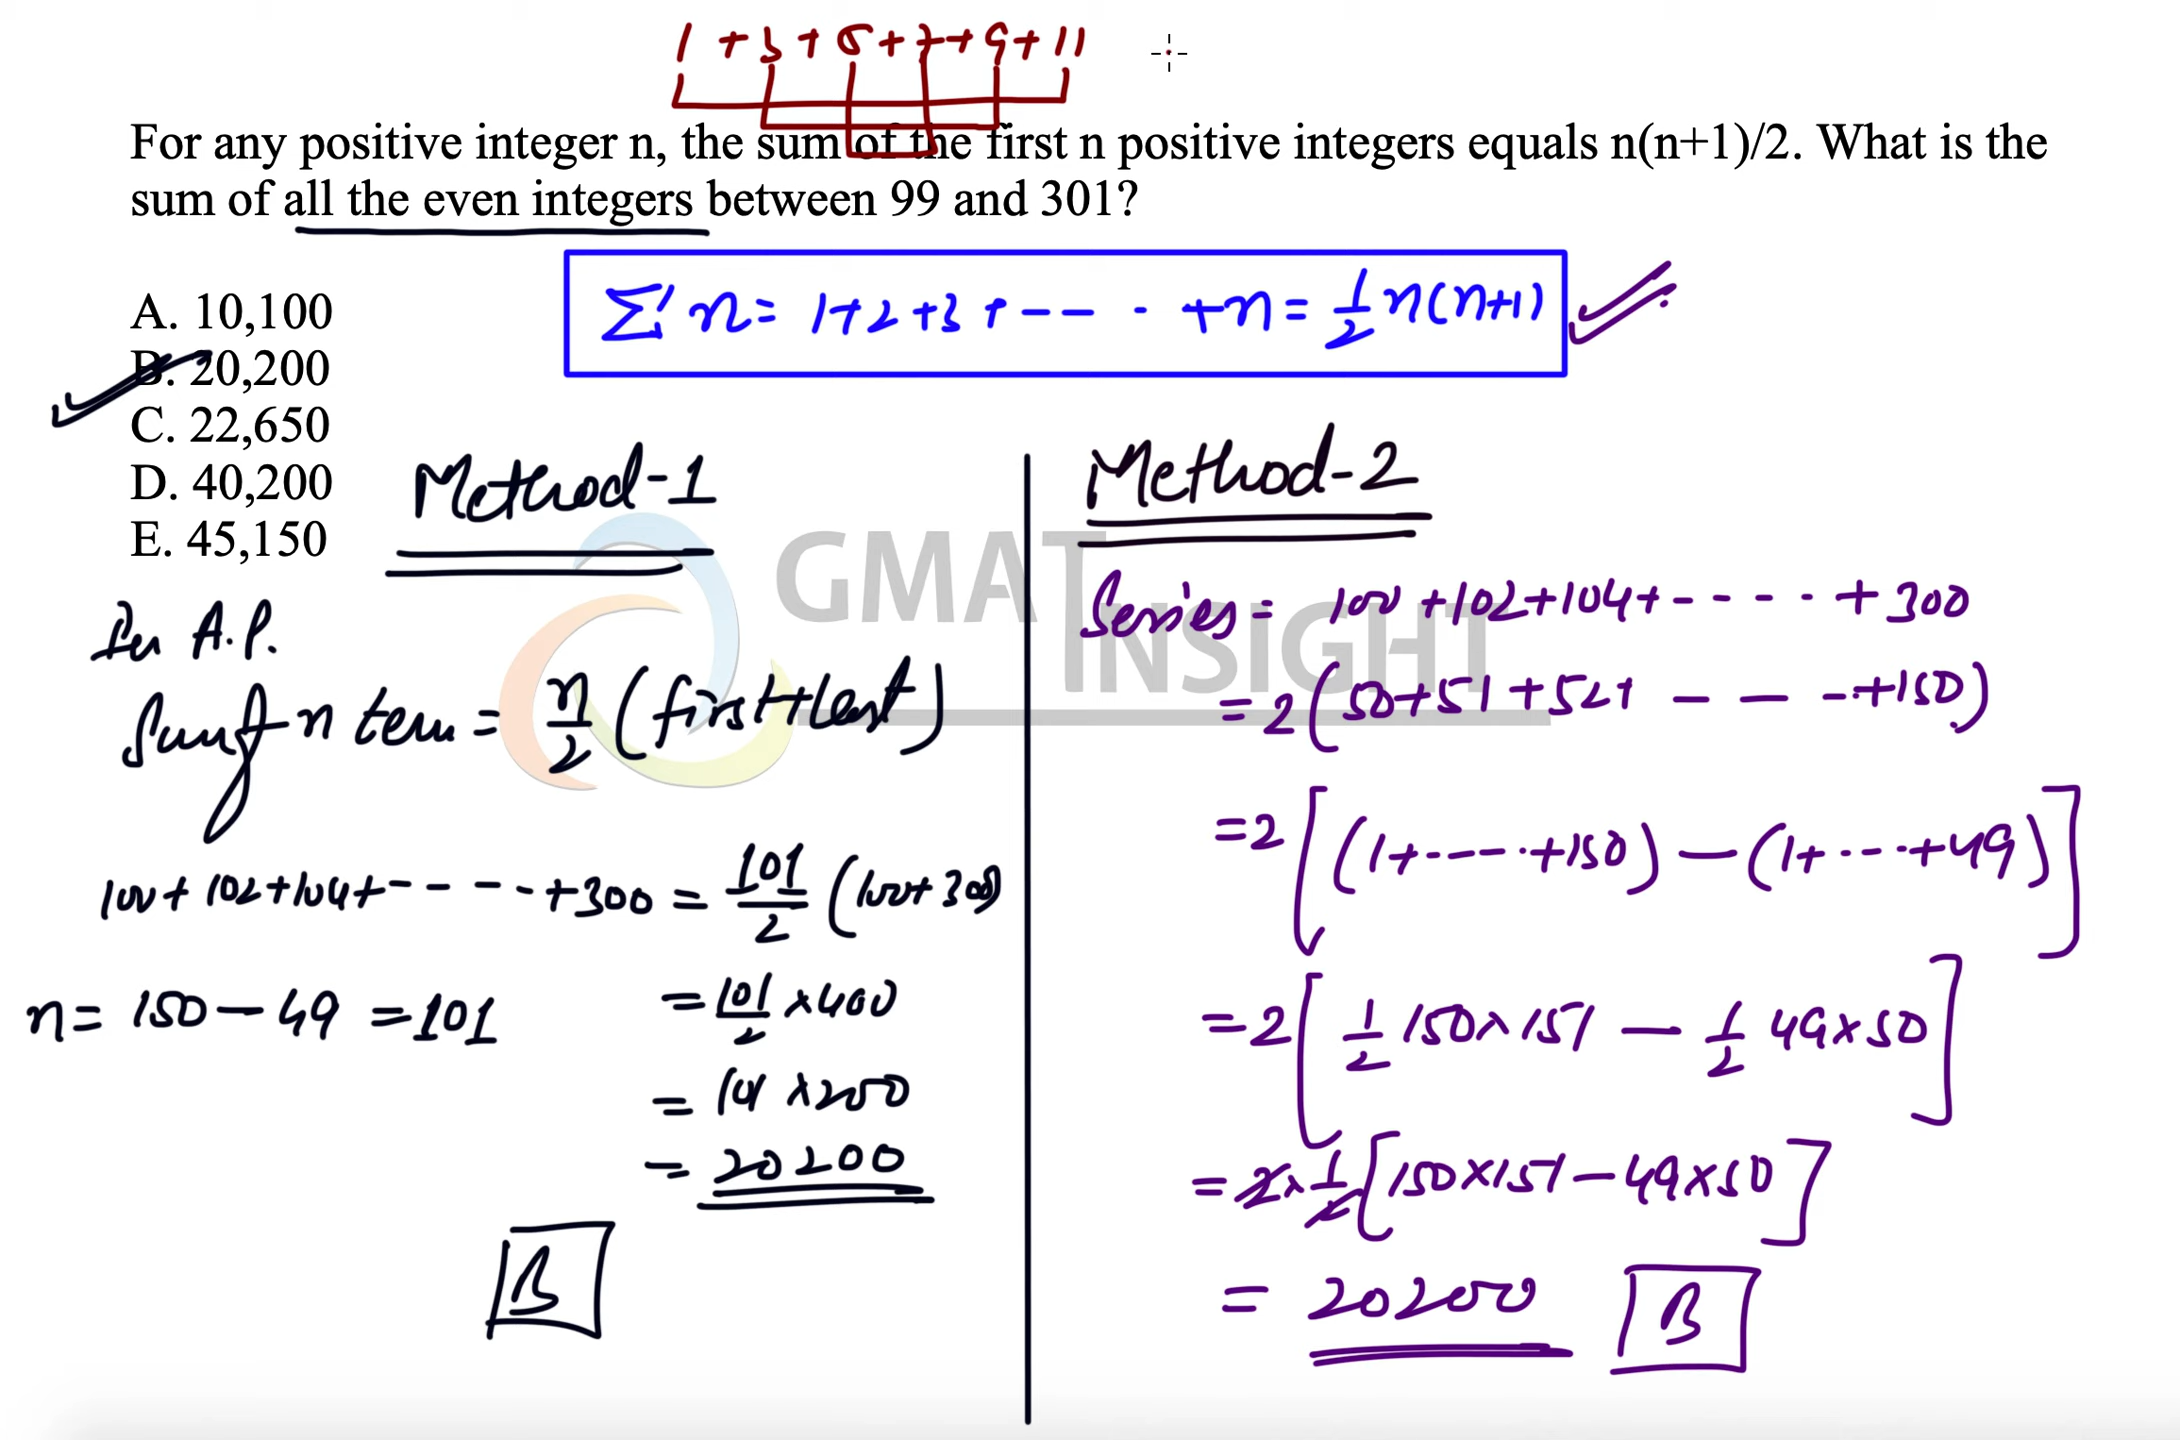 1 + 3 + 5 + 7 + 9 + 11
For any positive integer n, the sum of the first n positive integers equals n(n+1)/2. What is the
sum of all the even integers between 99 and 301?
A. 10,100
B. 20,200
C. 22,650
D. 40,200
E. 45,150
Σ n = 1+2+3+-- - +n = 1/2 n(n+1)
Method-1
In A.P.
Sum of n term = n/2 (first+last)
100+102+104+---- +300 = 101/2 (100+300)
n = 150 - 49 = 101
= 101/2 ×400
= 101 ×200
= 20200
B
Method-2
Series = 100+102+104+---- +300
= 2(50+51+52+ - - -+150)
=2[(1+----+150) - (1+---+49)]
=2[1/2 150×151 - 1/2 49×50]
= 2×1/2[150×151-49×50]
= 20200
B
GMAT
INSIGHT